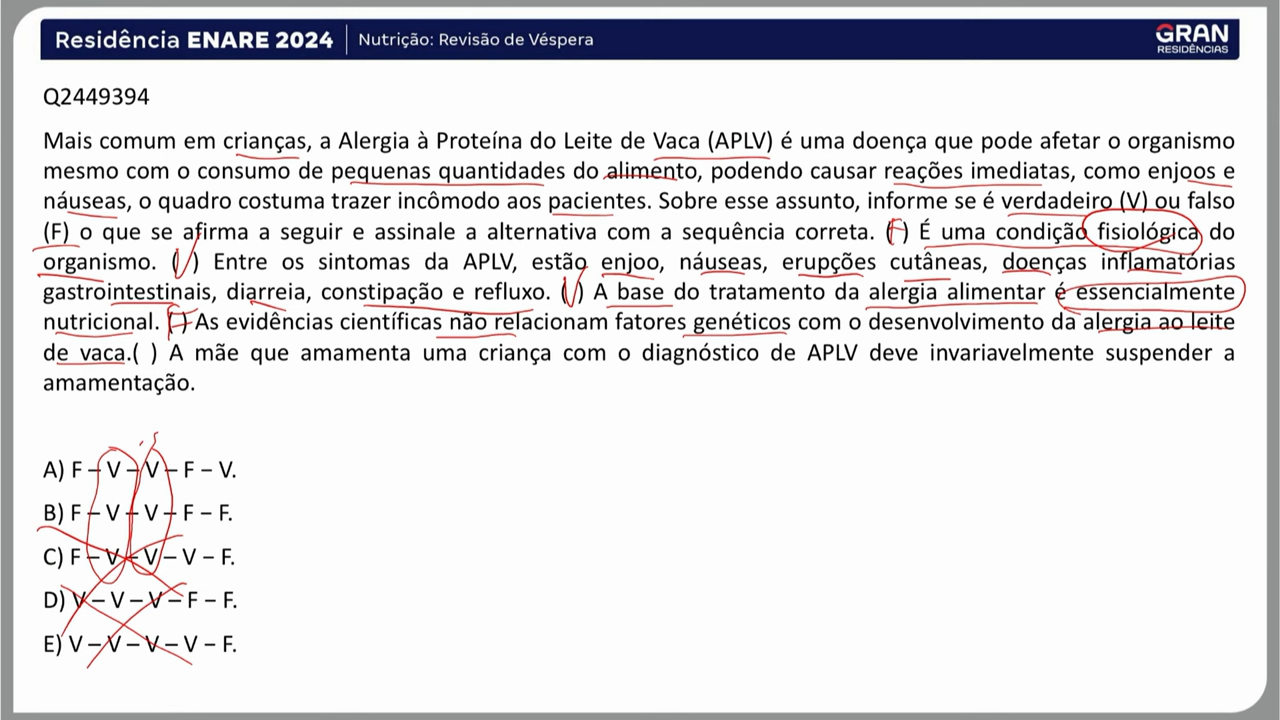 Residência ENARE 2024 | Nutrição: Revisão de Véspera
GRAN
RESIDÊNCIAS
Q2449394
Mais comum em crianças, a Alergia à Proteína do Leite de Vaca (APLV) é uma doença que pode afetar o organismo
mesmo com o consumo de pequenas quantidades do alimento, podendo causar reações imediatas, como enjoos e
náuseas, o quadro costuma trazer incômodo aos pacientes. Sobre esse assunto, informe se é verdadeiro (V) ou falso
(F) o que se afirma a seguir e assinale a alternativa com a sequência correta. (F) É uma condição fisiológica do
organismo. (V) Entre os sintomas da APLV, estão enjoo, náuseas, erupções cutâneas, doenças inflamatórias
gastrointestinais, diarreia, constipação e refluxo. (V) A base do tratamento da alergia alimentar é essencialmente
nutricional. (F) As evidências científicas não relacionam fatores genéticos com o desenvolvimento da alergia ao leite
de vaca.( ) A mãe que amamenta uma criança com o diagnóstico de APLV deve invariavelmente suspender a
amamentação.
A) F – V – V – F – V.
B) F – V – V – F – F.
C) F – V – V – V – F.
D) V – V – V – F – F.
E) V – V – V – V – F.